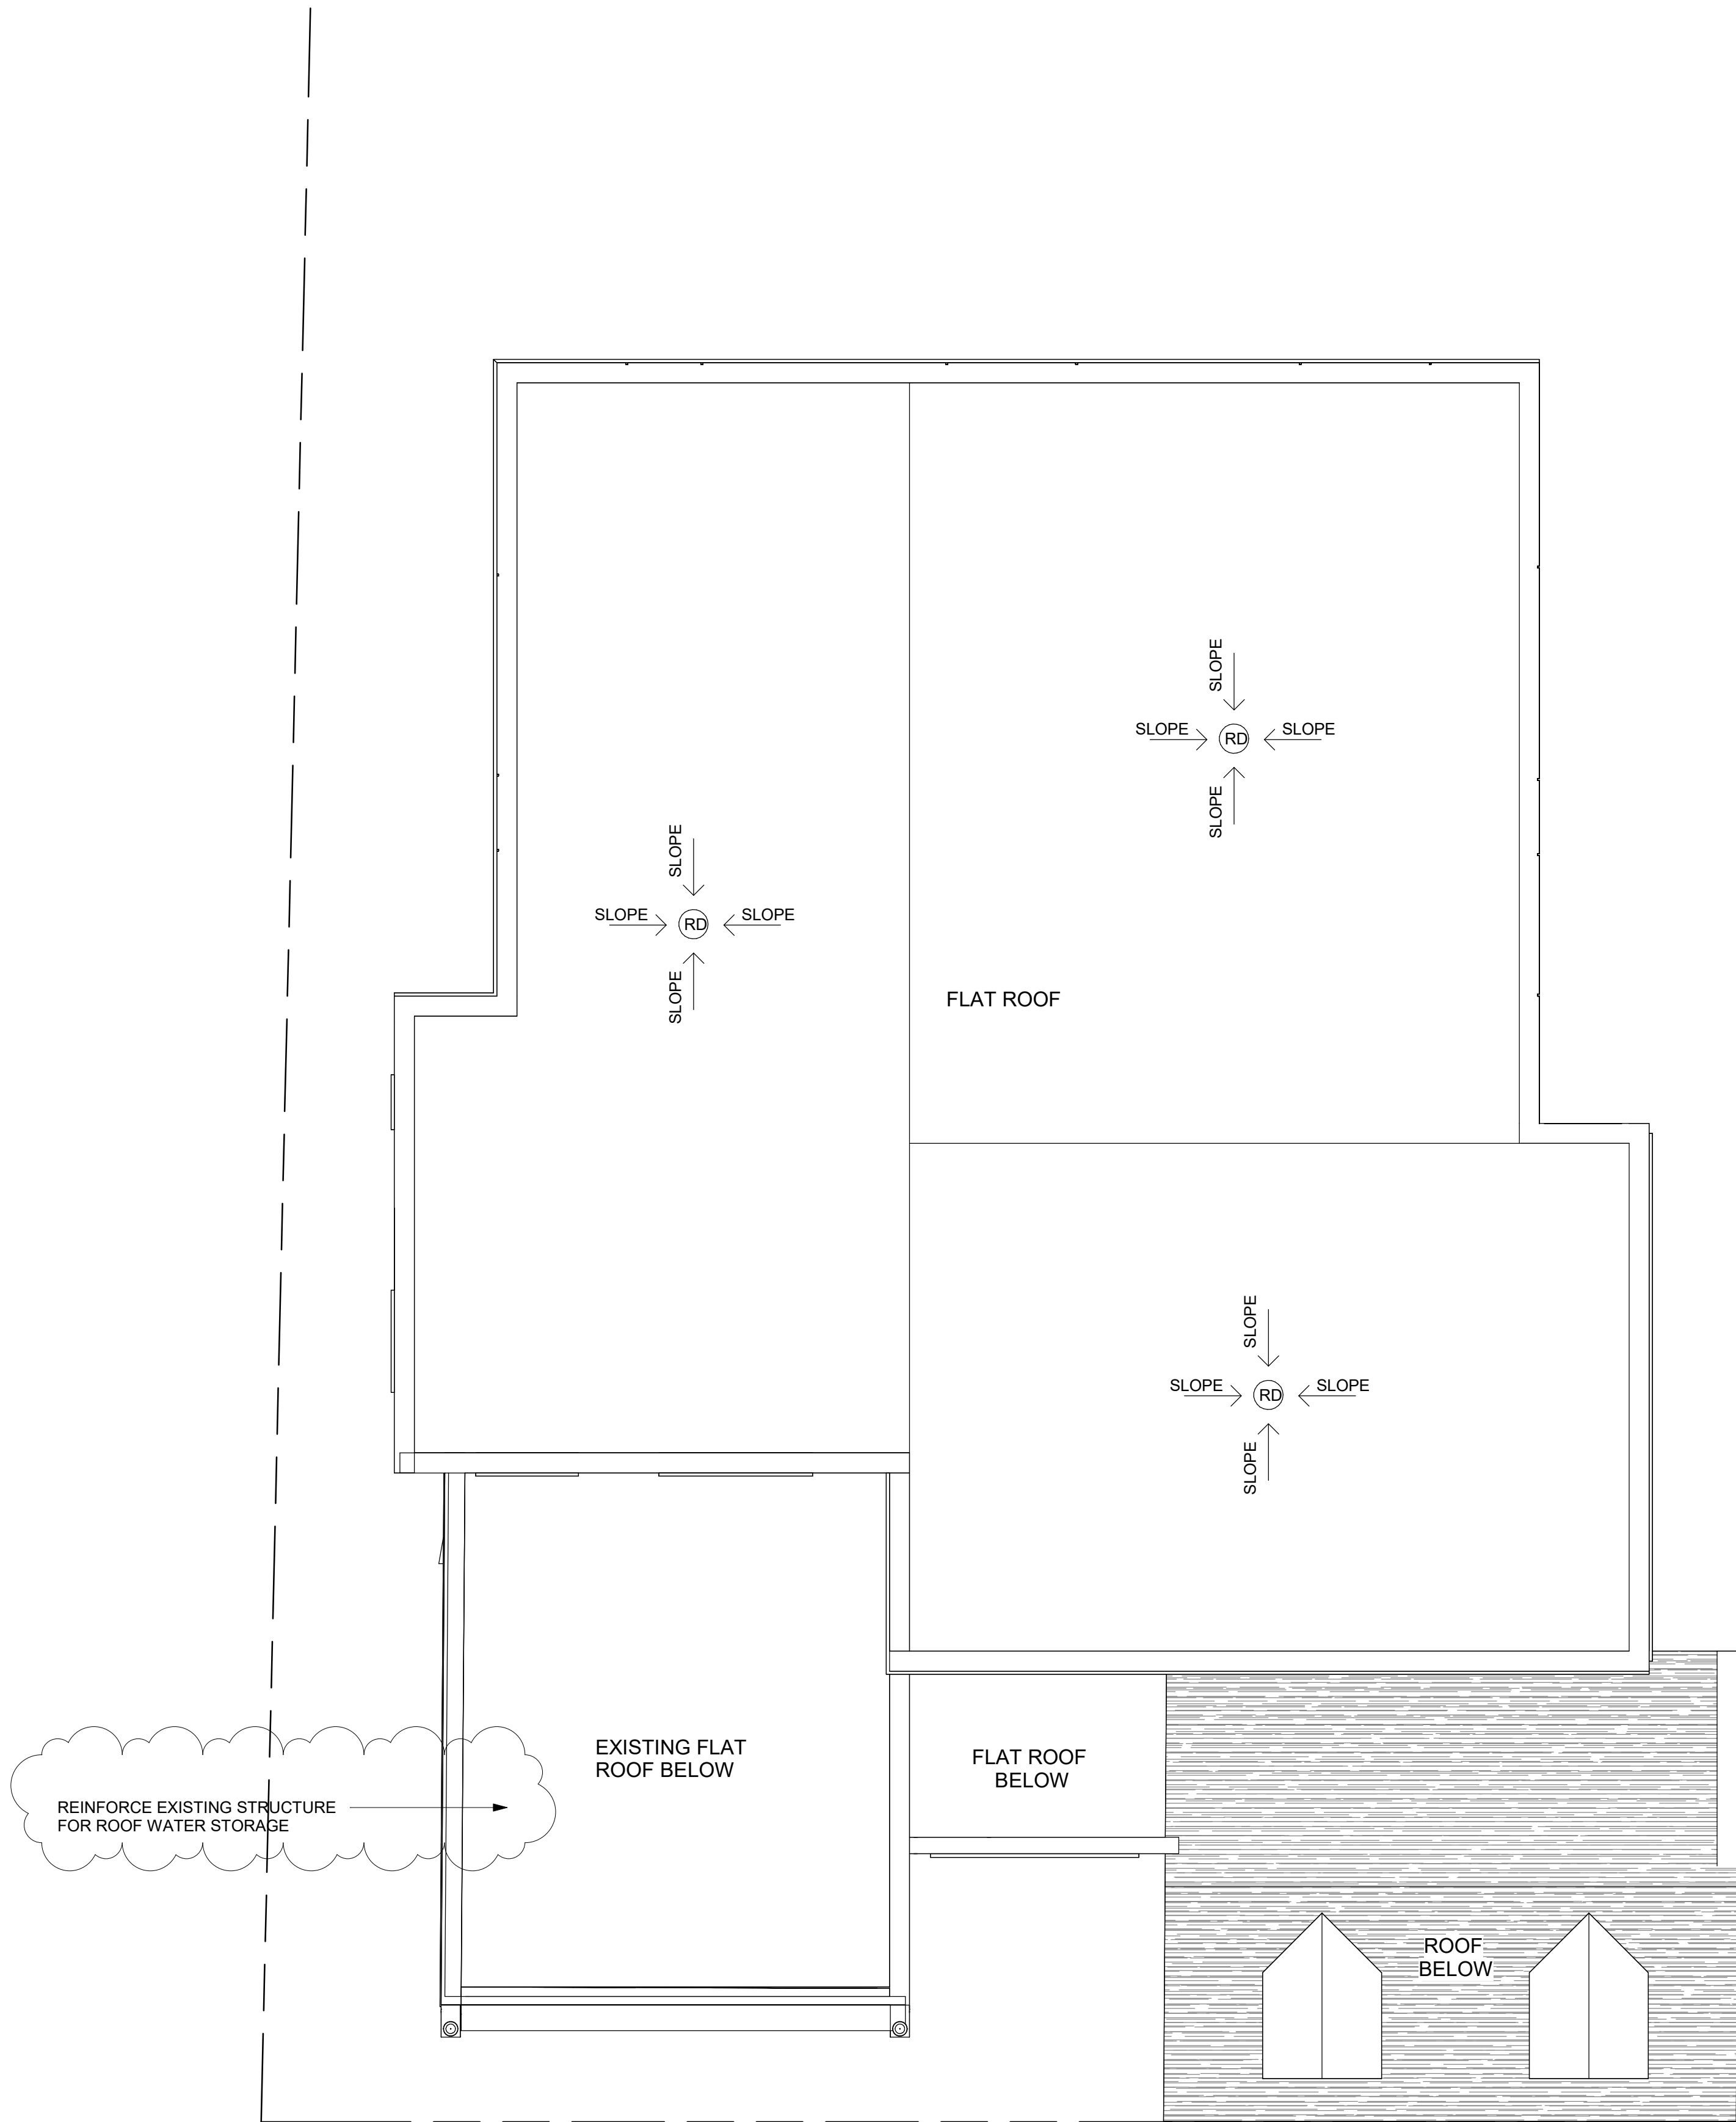 SLOPE
SLOPE
RD
SLOPE
SLOPE
SLOPE
SLOPE
RD
SLOPE
SLOPE
FLAT ROOF
SLOPE
SLOPE
RD
SLOPE
SLOPE
EXISTING FLAT
ROOF BELOW
FLAT ROOF
BELOW
REINFORCE EXISTING STRUCTURE
FOR ROOF WATER STORAGE
ROOF
BELOW